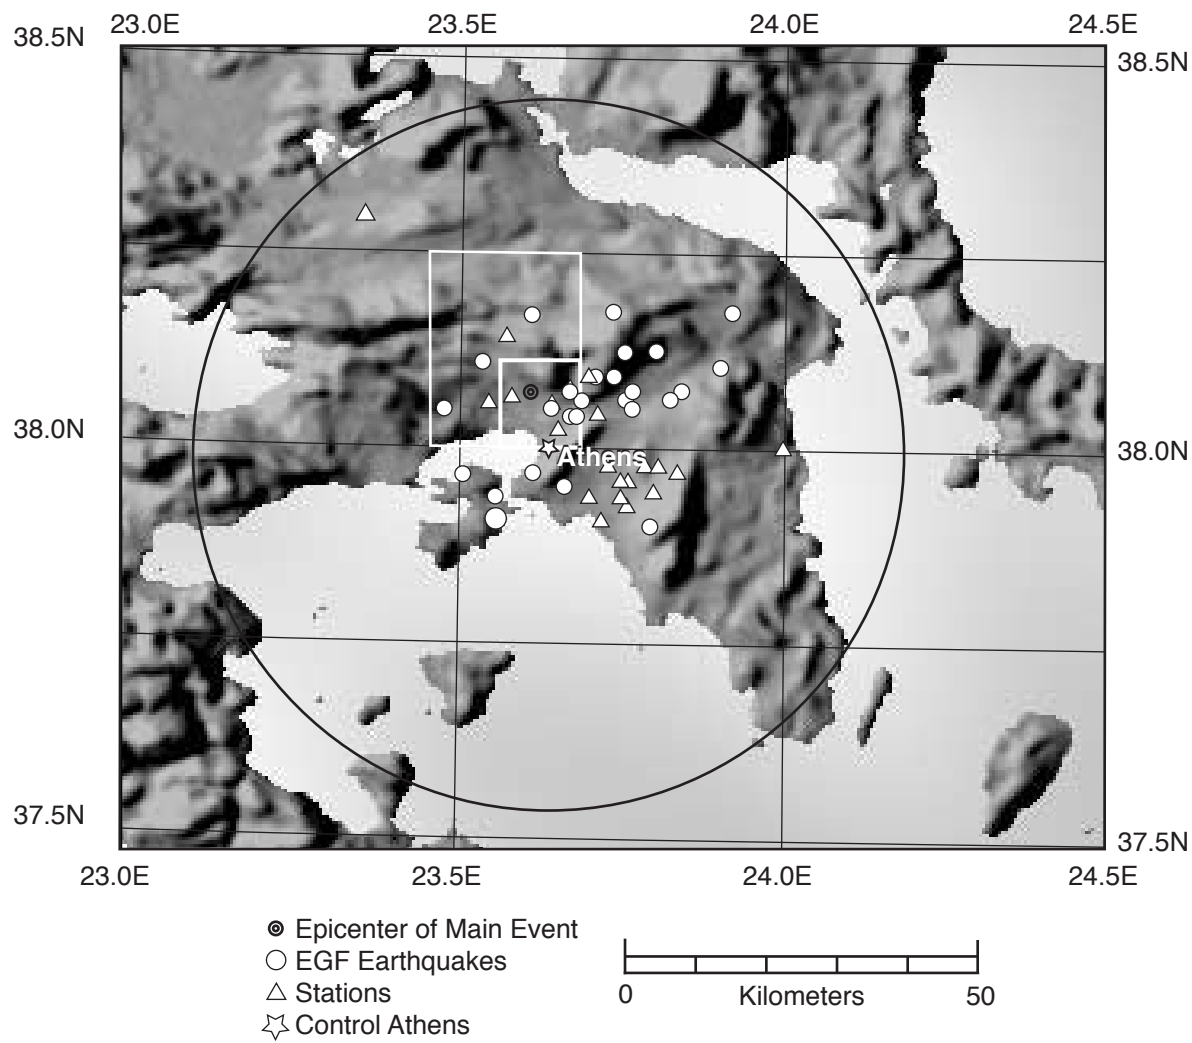 23.0E 23.5E 24.0E 24.5E
38.5N 38.5N
38.0N 38.0N
Athens
37.5N 37.5N
23.0E 23.5E 24.0E 24.5E
Epicenter of Main Event
EGF Earthquakes
Stations
Control Athens
0 Kilometers 50